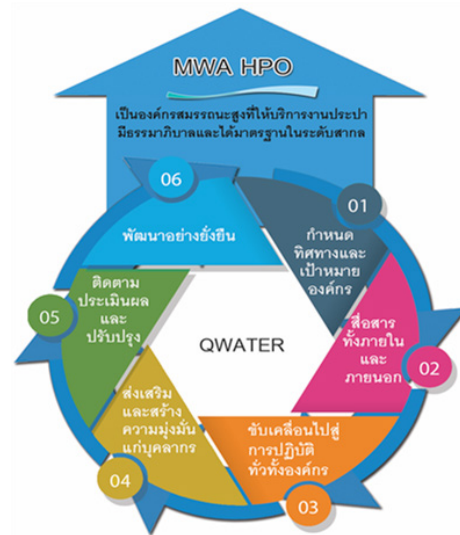 MWA HPO
เป็นองค์กรสมรรถนะสูงที่ให้บริการงานประปา
มีธรรมาภิบาลและได้มาตรฐานในระดับสากล
01
กำหนด
ทิศทางและ
เป้าหมาย
องค์กร
02
สื่อสาร
ทั้งภายใน
และ
ภายนอก
03
ขับเคลื่อนไปสู่
การปฏิบัติ
ทั่วทั้งองค์กร
04
ส่งเสริม
และสร้าง
ความมุ่งมั่น
แก่บุคลากร
05
ติดตาม
ประเมินผล
และ
ปรับปรุง
06
พัฒนาอย่างยั่งยืน
QWATER